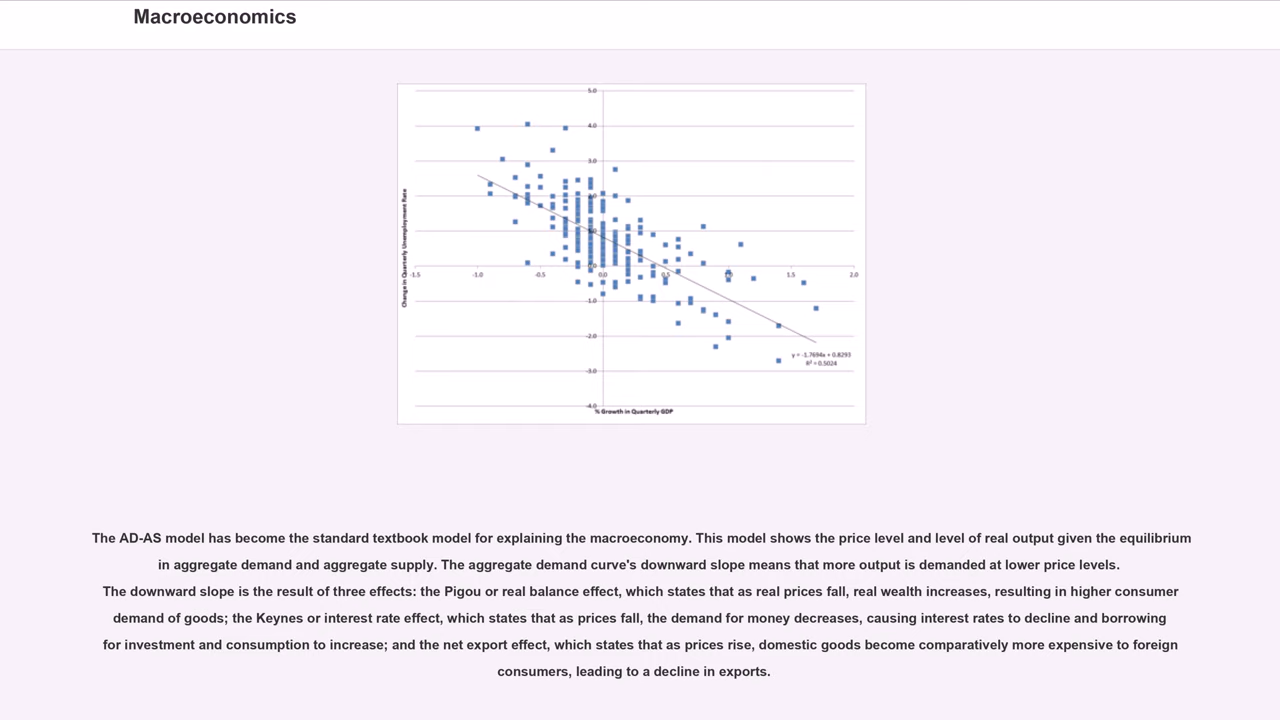 Macroeconomics
5.0
4.0
3.0
2.0
1.0
0.0
-1.5 -1.0 -0.5 0.0 0.5 1.0 1.5 2.0
-1.0
-2.0
-3.0
-4.0
Change in Quarterly Unemployment Rate
y = -1.7694x + 0.8293
R² = 0.5024
% Growth in Quarterly GDP
The AD-AS model has become the standard textbook model for explaining the macroeconomy. This model shows the price level and level of real output given the equilibrium
in aggregate demand and aggregate supply. The aggregate demand curve's downward slope means that more output is demanded at lower price levels.
The downward slope is the result of three effects: the Pigou or real balance effect, which states that as real prices fall, real wealth increases, resulting in higher consumer
demand of goods; the Keynes or interest rate effect, which states that as prices fall, the demand for money decreases, causing interest rates to decline and borrowing
for investment and consumption to increase; and the net export effect, which states that as prices rise, domestic goods become comparatively more expensive to foreign
consumers, leading to a decline in exports.